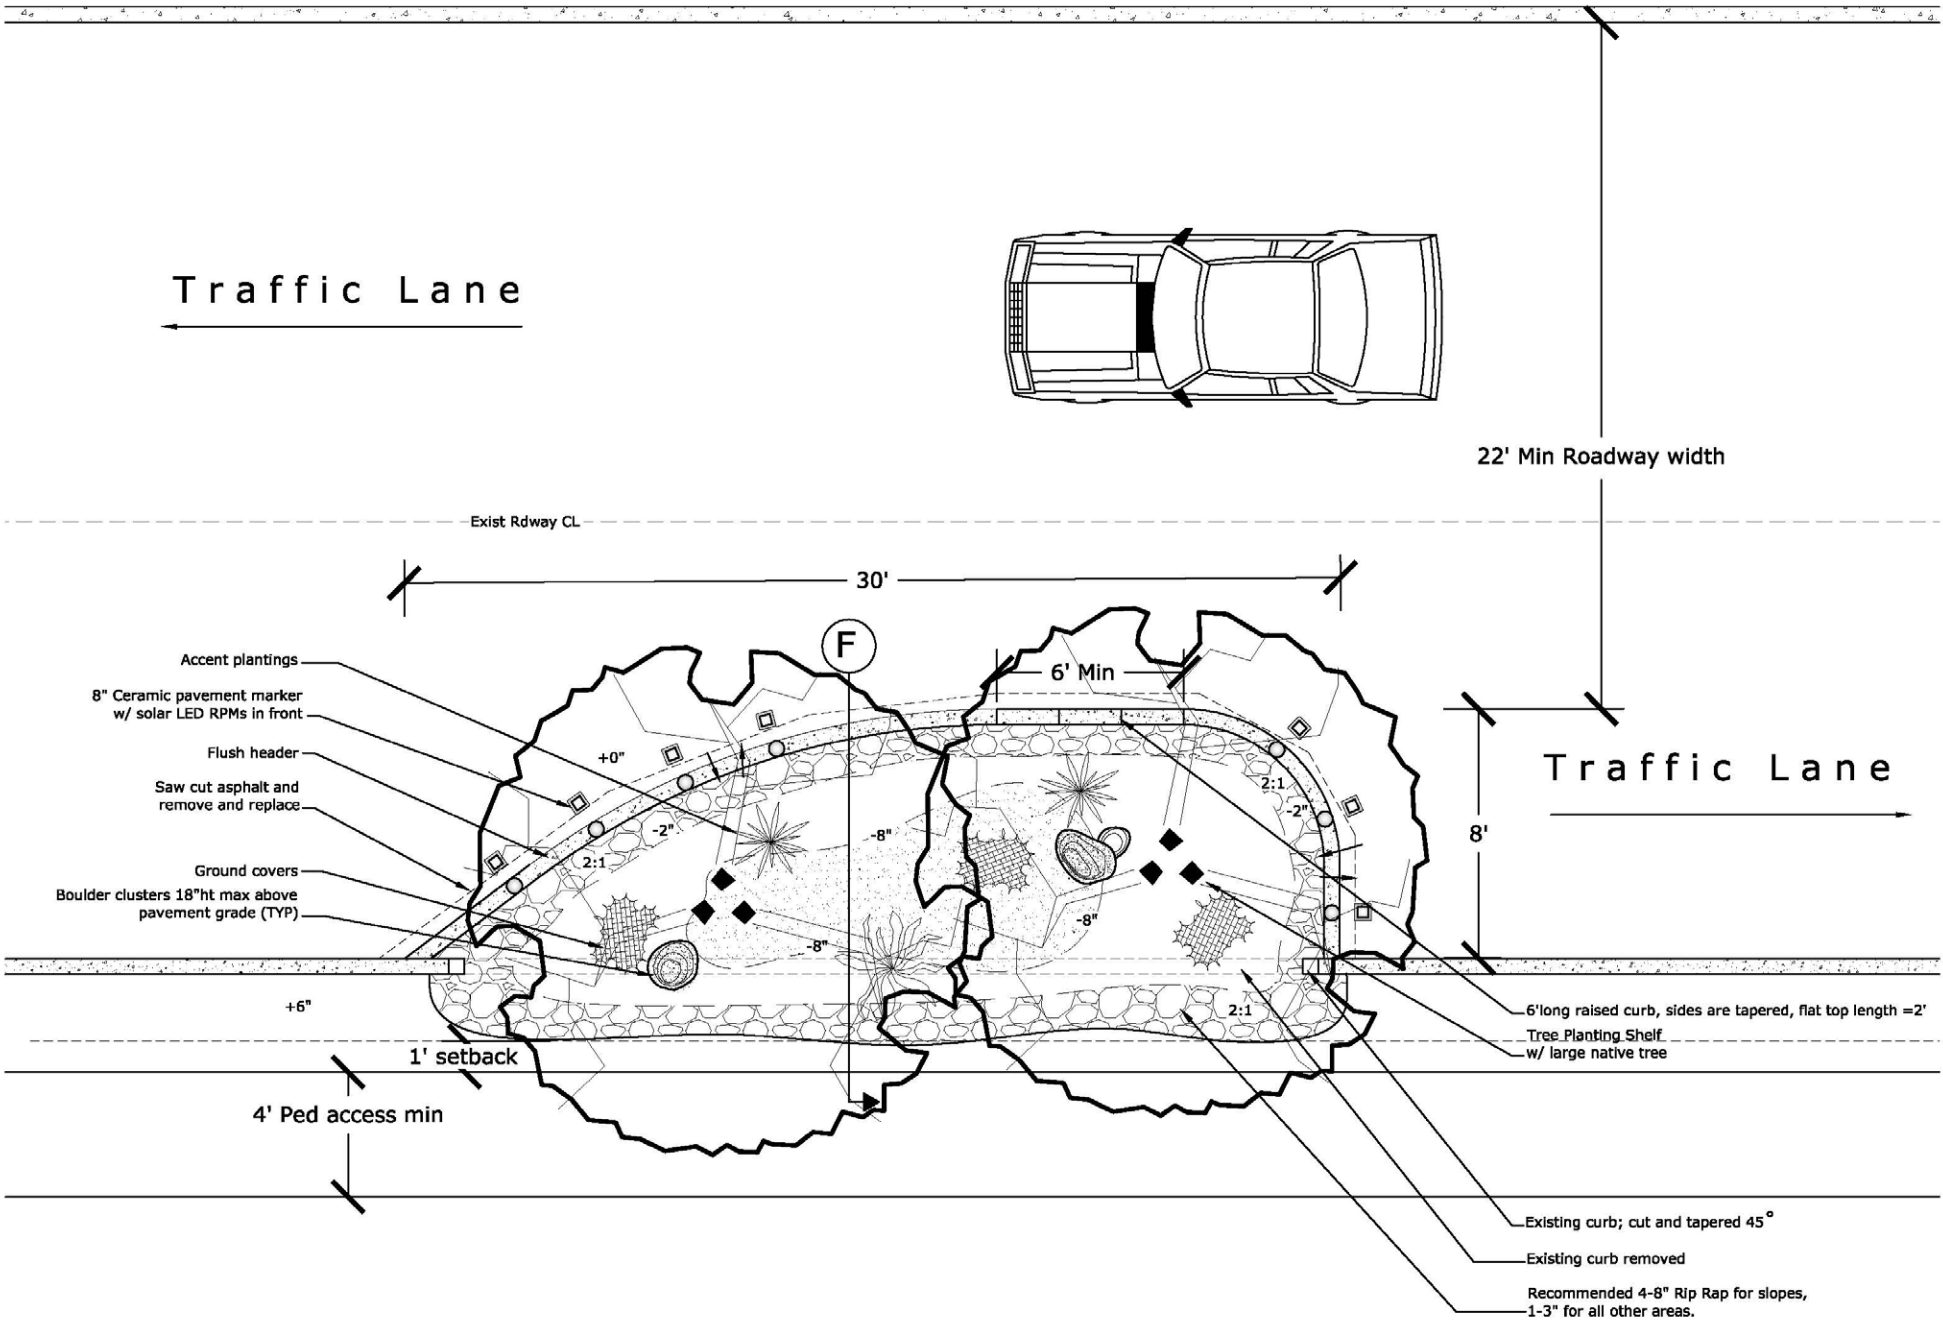 Traffic Lane
22' Min Roadway width
Exist Rdway CL
30'
F
6' Min
Accent plantings
8" Ceramic pavement marker
w/ solar LED RPMs in front
Flush header
Saw cut asphalt and
remove and replace
Ground covers
Boulder clusters 18"ht max above
pavement grade (TYP)
+0"
-2"
2:1
-8"
-8"
-8"
2:1
-2"
Traffic Lane
8'
+6"
2:1
1' setback
4' Ped access min
6'long raised curb, sides are tapered, flat top length =2'
Tree Planting Shelf
w/ large native tree
Existing curb; cut and tapered 45°
Existing curb removed
Recommended 4-8" Rip Rap for slopes,
1-3" for all other areas.